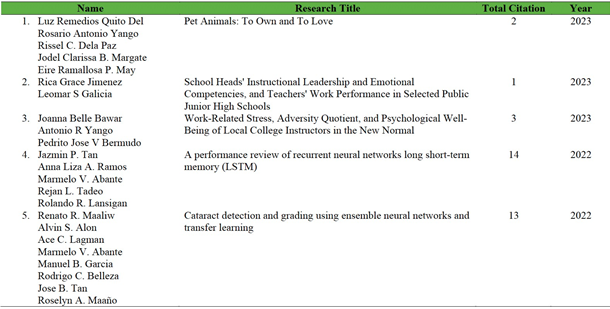 Name Research Title Total Citation Year
1. Luz Remedios Quito Del Pet Animals: To Own and To Love 2 2023
Rosario Antonio Yango
Rissel C. Dela Paz
Jodel Clarissa B. Margate
Eire Ramallosa P. May
2. Rica Grace Jimenez School Heads' Instructional Leadership and Emotional 1 2023
Leomar S Galicia Competencies, and Teachers' Work Performance in Selected Public
Junior High Schools
3. Joanna Belle Bawar Work-Related Stress, Adversity Quotient, and Psychological Well- 3 2023
Antonio R Yango Being of Local College Instructors in the New Normal
Pedrito Jose V Bermudo
4. Jazmin P. Tan A performance review of recurrent neural networks long short-term 14 2022
Anna Liza A. Ramos memory (LSTM)
Marmelo V. Abante
Rejan L. Tadeo
Rolando R. Lansigan
5. Renato R. Maaliw Cataract detection and grading using ensemble neural networks and 13 2022
Alvin S. Alon transfer learning
Ace C. Lagman
Marmelo V. Abante
Manuel B. Garcia
Rodrigo C. Belleza
Jose B. Tan
Roselyn A. Maaño